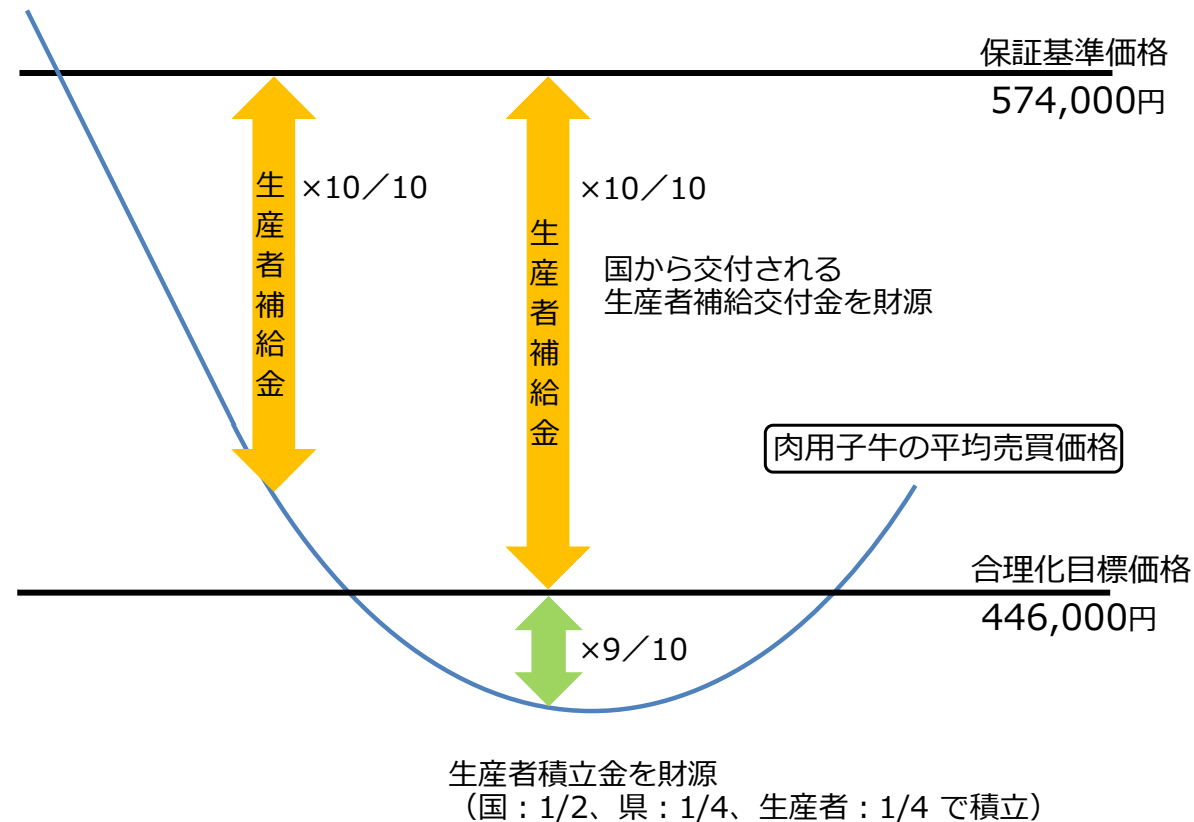 保証基準価格
574,000円
×10／10
×10／10
生産者補給金
生産者補給金
国から交付される
生産者補給交付金を財源
肉用子牛の平均売買価格
合理化目標価格
446,000円
×9／10
生産者積立金を財源
（国：1/2、県：1/4、生産者：1/4 で積立）